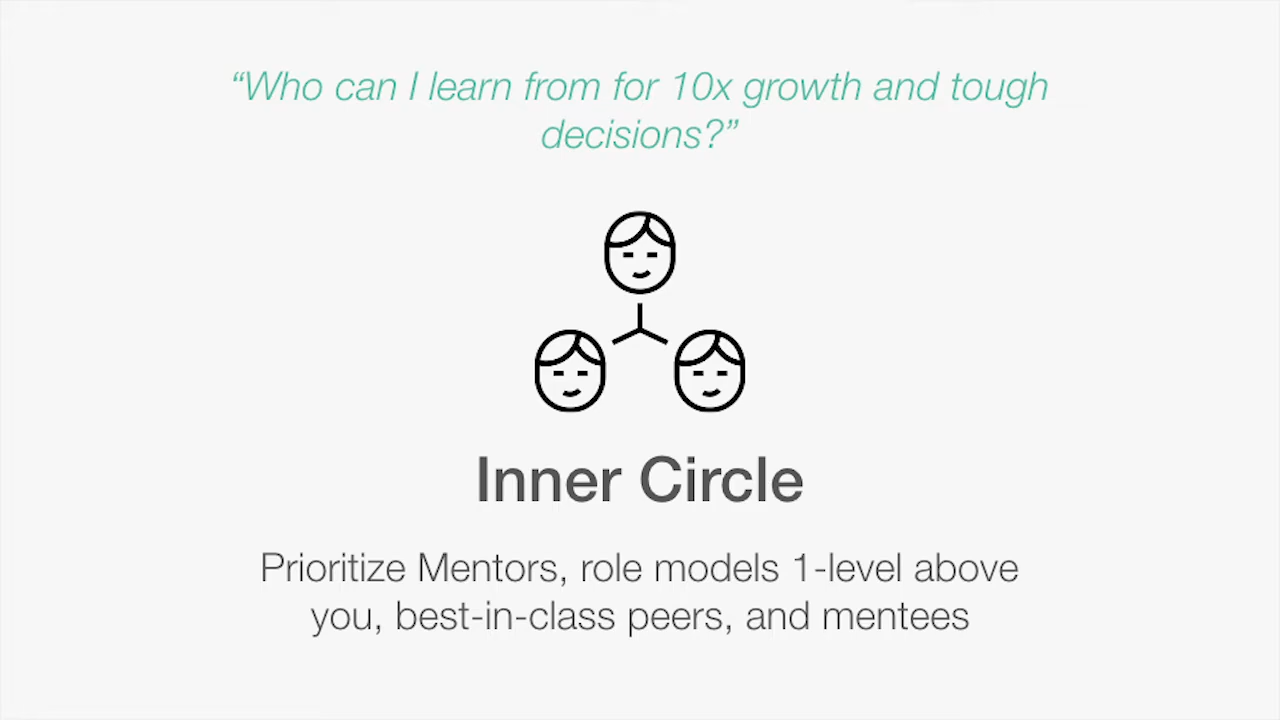 “Who can I learn from for 10x growth and tough
decisions?”
Inner Circle
Prioritize Mentors, role models 1-level above
you, best-in-class peers, and mentees